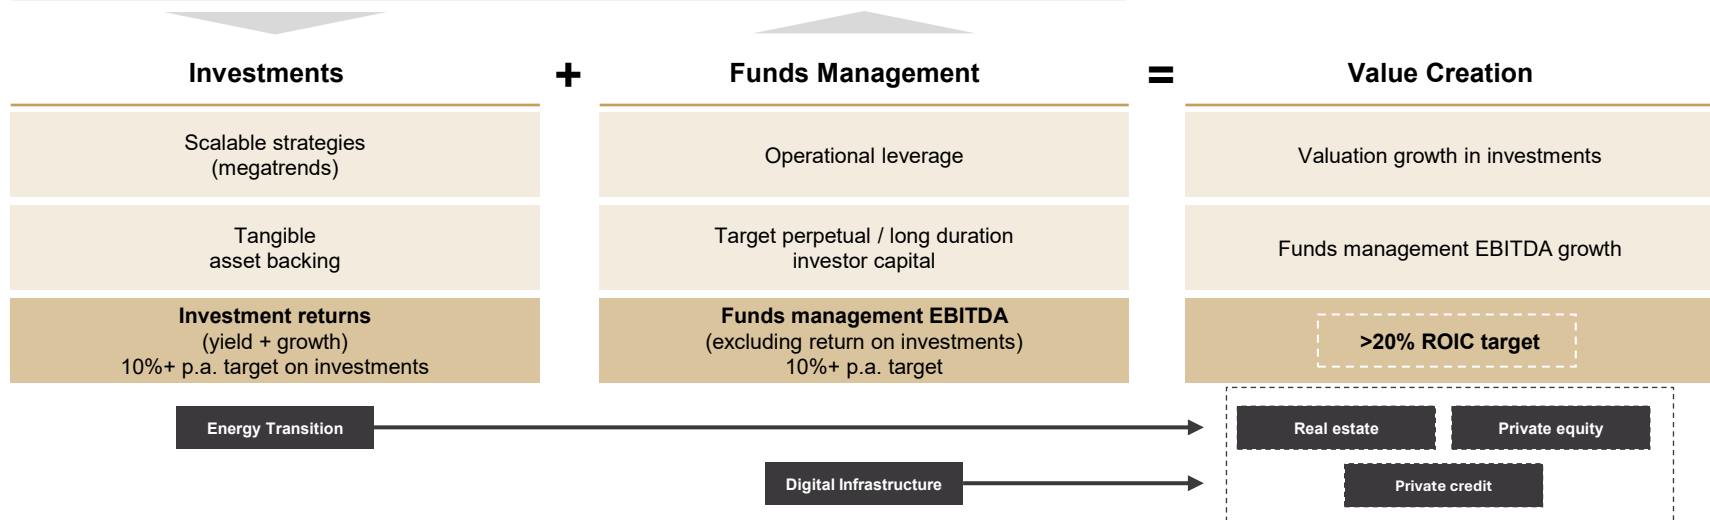 Investments
+
Funds Management
=
Value Creation
Scalable strategies
(megatrends)
Operational leverage
Valuation growth in investments
Tangible
asset backing
Target perpetual / long duration
investor capital
Funds management EBITDA growth
Investment returns
(yield + growth)
10%+ p.a. target on investments
Funds management EBITDA
(excluding return on investments)
10%+ p.a. target
>20% ROIC target
Energy Transition
Real estate
Private equity
Digital Infrastructure
Private credit